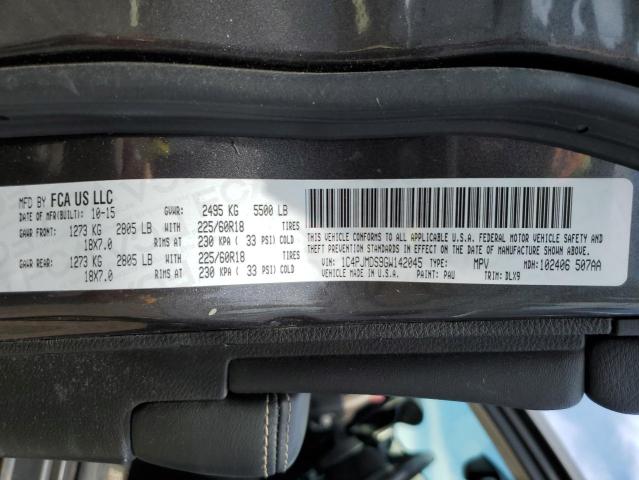 MFD BY FCA US LLC
DATE OF MFR(BUILT): 10-15 GVWR: 2495 KG 5500 LB
GAWR FRONT: 1273 KG 2805 LB WITH 225/60R18 TIRES
18X7.0 RIMS AT 230 KPA ( 33 PSI) COLD
GAWR REAR: 1273 KG 2805 LB WITH 225/60R18 TIRES
18X7.0 RIMS AT 230 KPA ( 33 PSI) COLD
THIS VEHICLE CONFORMS TO ALL APPLICABLE U.S.A. FEDERAL MOTOR VEHICLE SAFETY AND
THEFT PREVENTION STANDARDS IN EFFECT ON THE DATE OF MANUFACTURE SHOWN ABOVE.
VIN: 1C4PJMDS9GW142045 TYPE: MPV MDH: 102406 507AA
VEHICLE MADE IN U.S.A. PAINT: PAU TRIM: DLX9